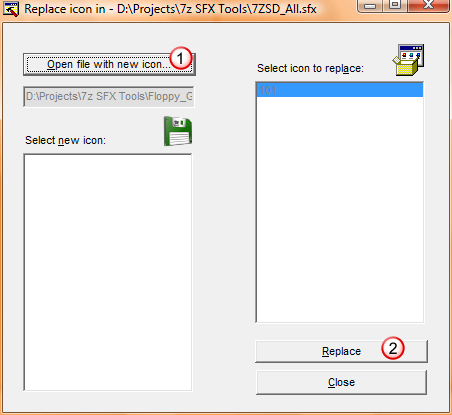 Replace icon in - D:\Projects\7z SFX Tools\7ZSD_All.sfx
Open file with new icon...
1
D:\Projects\7z SFX Tools\Floppy_G
Select new icon:
Select icon to replace:
101
Replace
2
Close